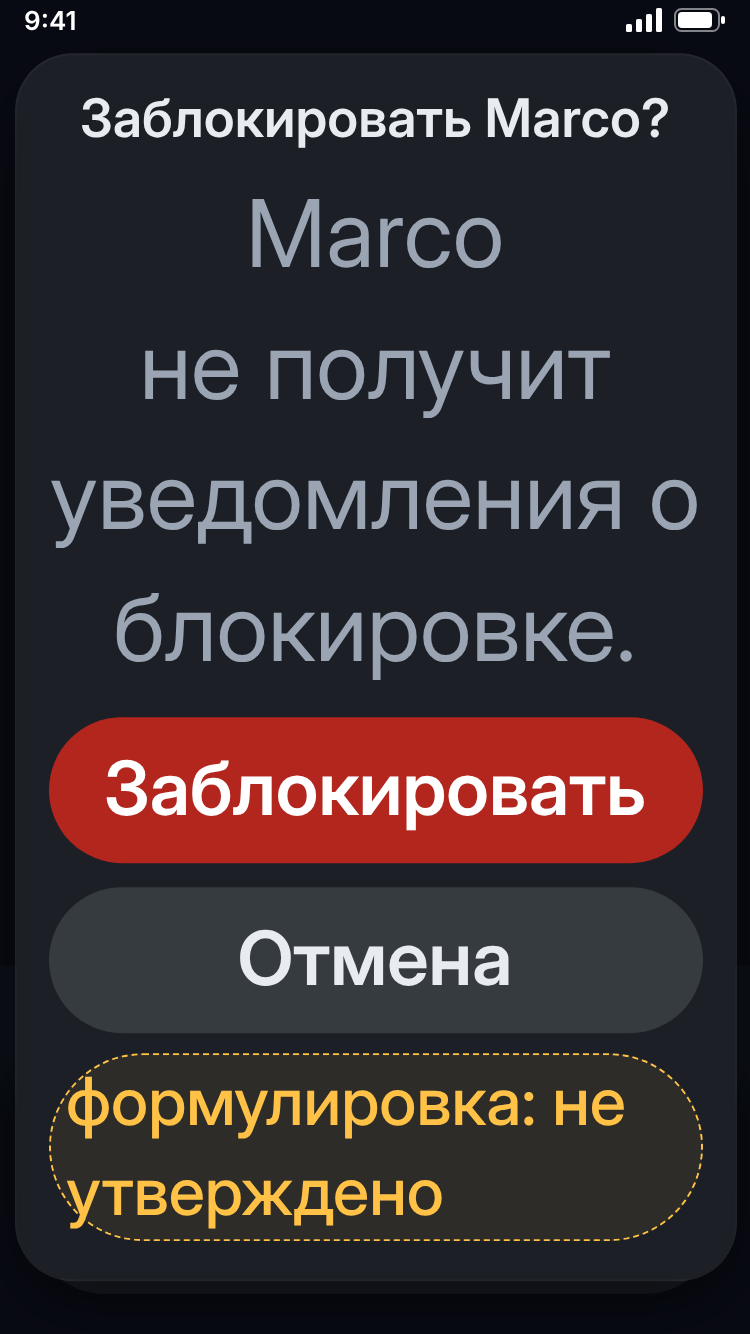 9:41
Заблокировать Marco?
Marco
не получит
уведомления о
блокировке.
Заблокировать
Отмена
формулировка: не
утверждено